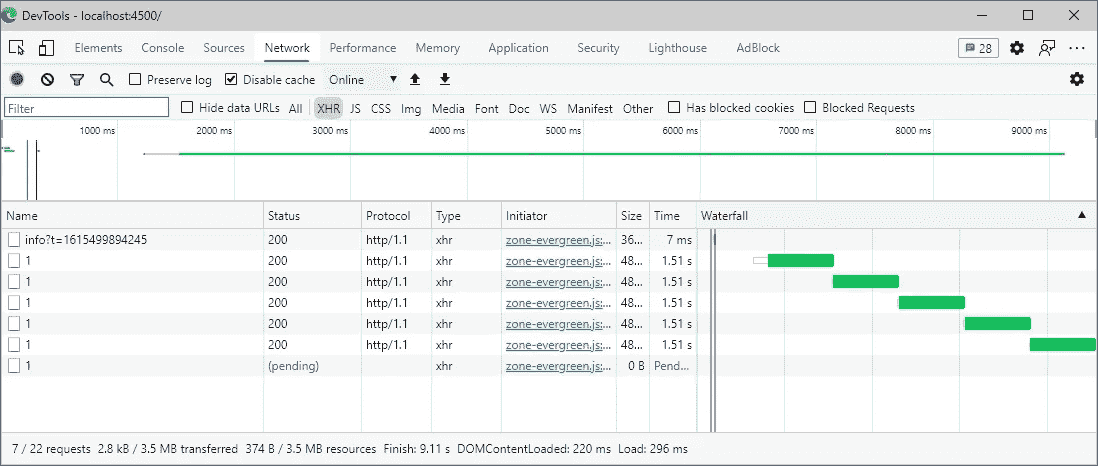 DevTools - localhost:4500/
Elements Console Sources Network Performance Memory Application Security Lighthouse AdBlock 28
Preserve log Disable cache Online
Filter Hide data URLs All XHR JS CSS Img Media Font Doc WS Manifest Other Has blocked cookies Blocked Requests
1000 ms 2000 ms 3000 ms 4000 ms 5000 ms 6000 ms 7000 ms 8000 ms 9000 ms
Name Status Protocol Type Initiator Size Time Waterfall
info?t=1615499894245 200 http/1.1 xhr zone-evergreen.js:... 36... 7 ms
1 200 http/1.1 xhr zone-evergreen.js:... 48... 1.51 s
1 200 http/1.1 xhr zone-evergreen.js:... 48... 1.51 s
1 200 http/1.1 xhr zone-evergreen.js:... 48... 1.51 s
1 200 http/1.1 xhr zone-evergreen.js:... 48... 1.51 s
1 200 http/1.1 xhr zone-evergreen.js:... 48... 1.51 s
1 (pending) xhr zone-evergreen.js:... 0 B Pend...
7 / 22 requests 2.8 kB / 3.5 MB transferred 374 B / 3.5 MB resources Finish: 9.11 s DOMContentLoaded: 220 ms Load: 296 ms